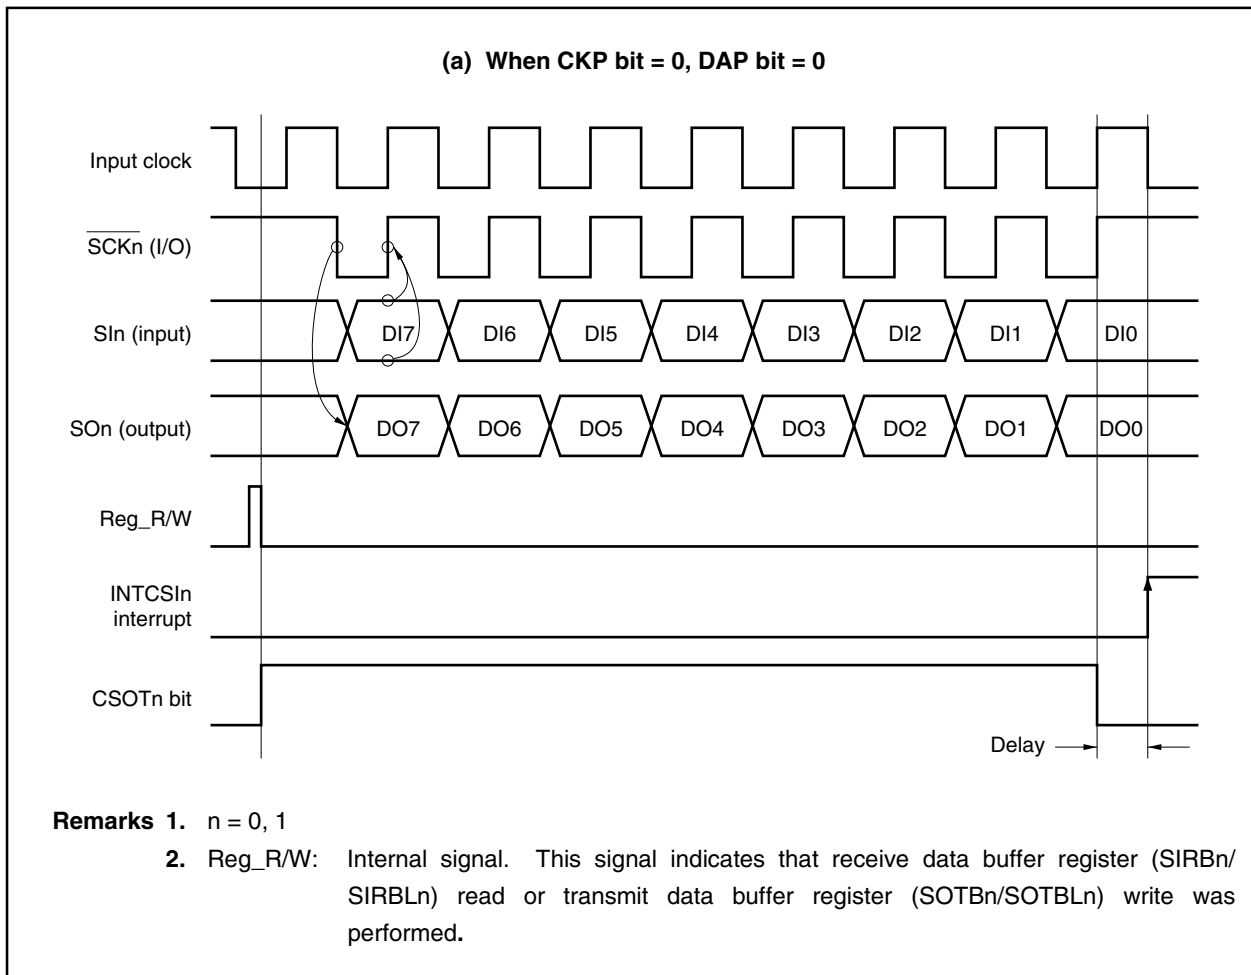 (a) When CKP bit = 0, DAP bit = 0
Input clock
SCKn (I/O)
SIn (input)
DI7 DI6 DI5 DI4 DI3 DI2 DI1 DI0
SOn (output)
DO7 DO6 DO5 DO4 DO3 DO2 DO1 DO0
Reg_R/W
INTCSIn
interrupt
CSOTn bit
Delay
Remarks 1. n = 0, 1
2. Reg_R/W: Internal signal. This signal indicates that receive data buffer register (SIRBn/
SIRBLn) read or transmit data buffer register (SOTBn/SOTBLn) write was
performed.